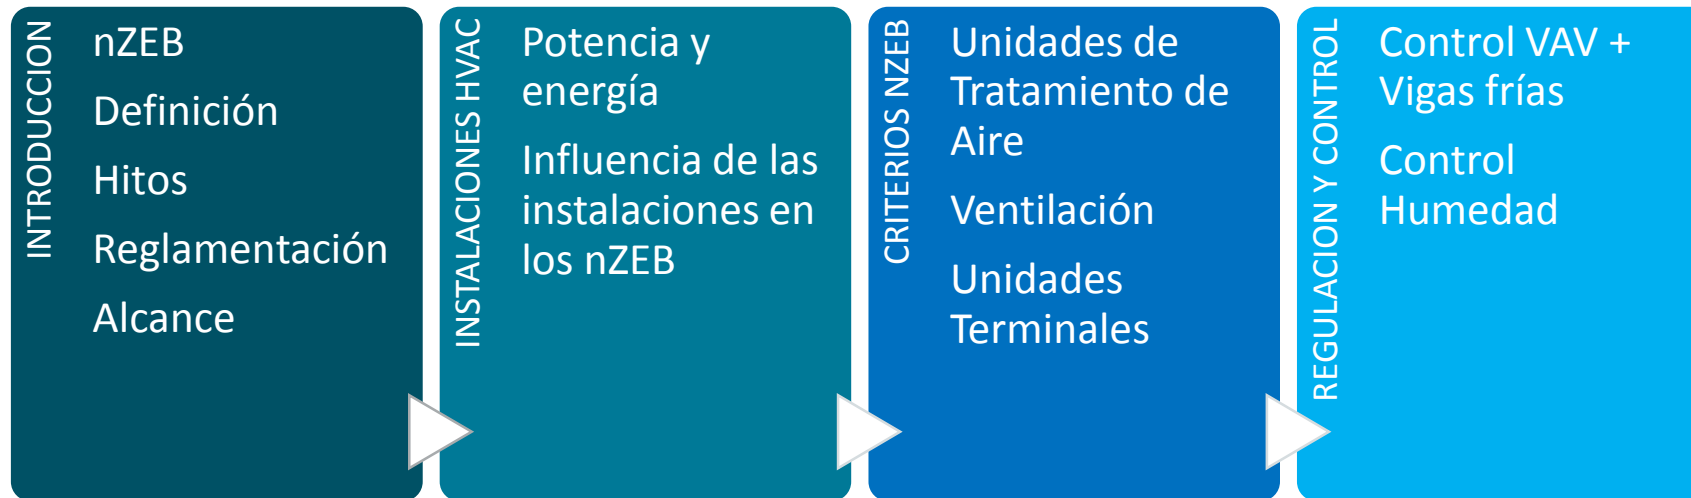 INTRODUCCION
nZEB
Definición
Hitos
Reglamentación
Alcance
INSTALACIONES HVAC
Potencia y
energía
Influencia de las
instalaciones en
los nZEB
CRITERIOS NZEB
Unidades de
Tratamiento de
Aire
Ventilación
Unidades
Terminales
REGULACION Y CONTROL
Control VAV +
Vigas frías
Control
Humedad